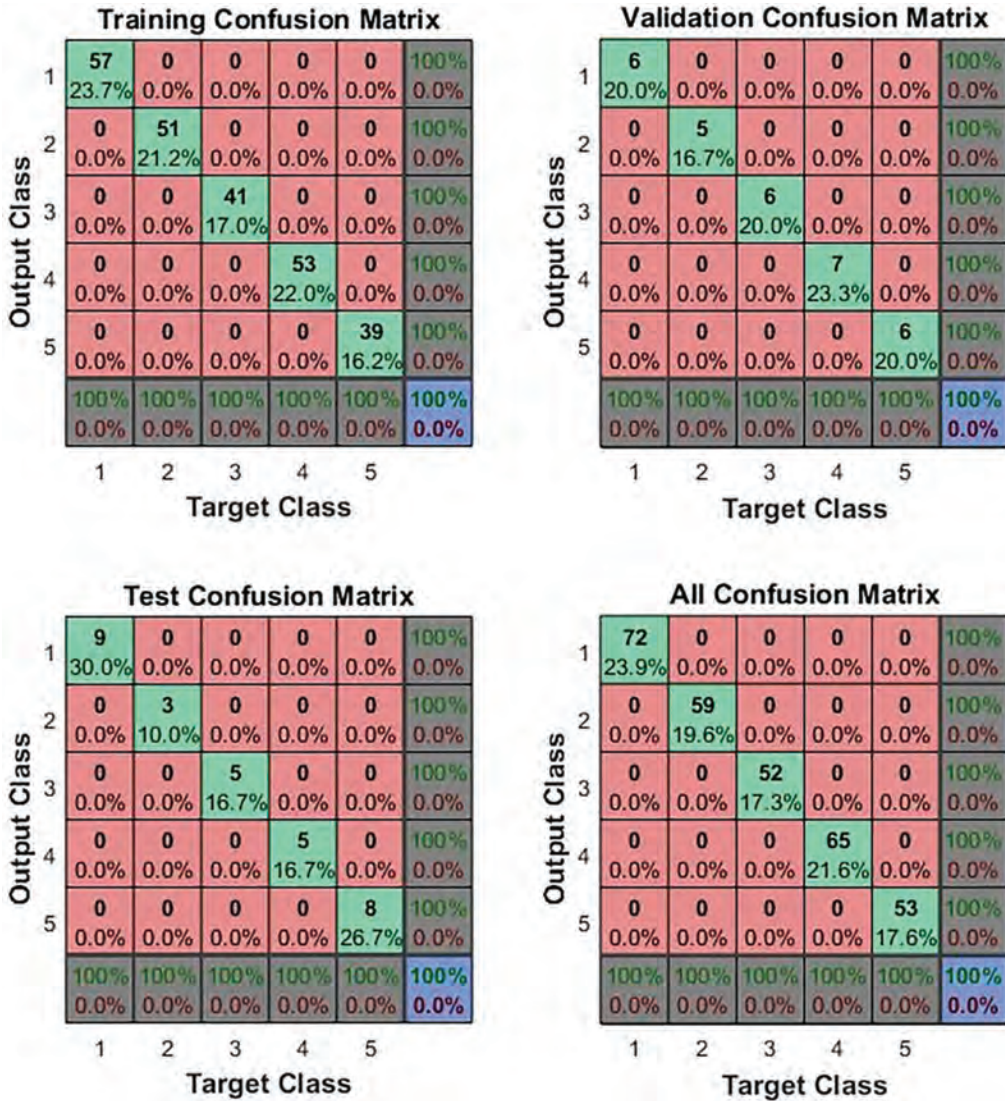 Training Confusion Matrix
57 0 0 0 0 100%
1
23.7% 0.0% 0.0% 0.0% 0.0% 0.0%
0 51 0 0 0 100%
2
0.0% 21.2% 0.0% 0.0% 0.0% 0.0%
0 0 41 0 0 100%
3
0.0% 0.0% 17.0% 0.0% 0.0% 0.0%
0 0 0 53 0 100%
4
0.0% 0.0% 0.0% 22.0% 0.0% 0.0%
0 0 0 0 39 100%
5
0.0% 0.0% 0.0% 0.0% 16.2% 0.0%
100% 100% 100% 100% 100% 100%
0.0% 0.0% 0.0% 0.0% 0.0% 0.0%
1 2 3 4 5
Target Class
Output Class
Validation Confusion Matrix
6 0 0 0 0 100%
1
20.0% 0.0% 0.0% 0.0% 0.0% 0.0%
0 5 0 0 0 100%
2
0.0% 16.7% 0.0% 0.0% 0.0% 0.0%
0 0 6 0 0 100%
3
0.0% 0.0% 20.0% 0.0% 0.0% 0.0%
0 0 0 7 0 100%
4
0.0% 0.0% 0.0% 23.3% 0.0% 0.0%
0 0 0 0 6 100%
5
0.0% 0.0% 0.0% 0.0% 20.0% 0.0%
100% 100% 100% 100% 100% 100%
0.0% 0.0% 0.0% 0.0% 0.0% 0.0%
1 2 3 4 5
Target Class
Output Class
Test Confusion Matrix
9 0 0 0 0 100%
1
30.0% 0.0% 0.0% 0.0% 0.0% 0.0%
0 3 0 0 0 100%
2
0.0% 10.0% 0.0% 0.0% 0.0% 0.0%
0 0 5 0 0 100%
3
0.0% 0.0% 16.7% 0.0% 0.0% 0.0%
0 0 0 5 0 100%
4
0.0% 0.0% 0.0% 16.7% 0.0% 0.0%
0 0 0 0 8 100%
5
0.0% 0.0% 0.0% 0.0% 26.7% 0.0%
100% 100% 100% 100% 100% 100%
0.0% 0.0% 0.0% 0.0% 0.0% 0.0%
1 2 3 4 5
Target Class
Output Class
All Confusion Matrix
72 0 0 0 0 100%
1
23.9% 0.0% 0.0% 0.0% 0.0% 0.0%
0 59 0 0 0 100%
2
0.0% 19.6% 0.0% 0.0% 0.0% 0.0%
0 0 52 0 0 100%
3
0.0% 0.0% 17.3% 0.0% 0.0% 0.0%
0 0 0 65 0 100%
4
0.0% 0.0% 0.0% 21.6% 0.0% 0.0%
0 0 0 0 53 100%
5
0.0% 0.0% 0.0% 0.0% 17.6% 0.0%
100% 100% 100% 100% 100% 100%
0.0% 0.0% 0.0% 0.0% 0.0% 0.0%
1 2 3 4 5
Target Class
Output Class